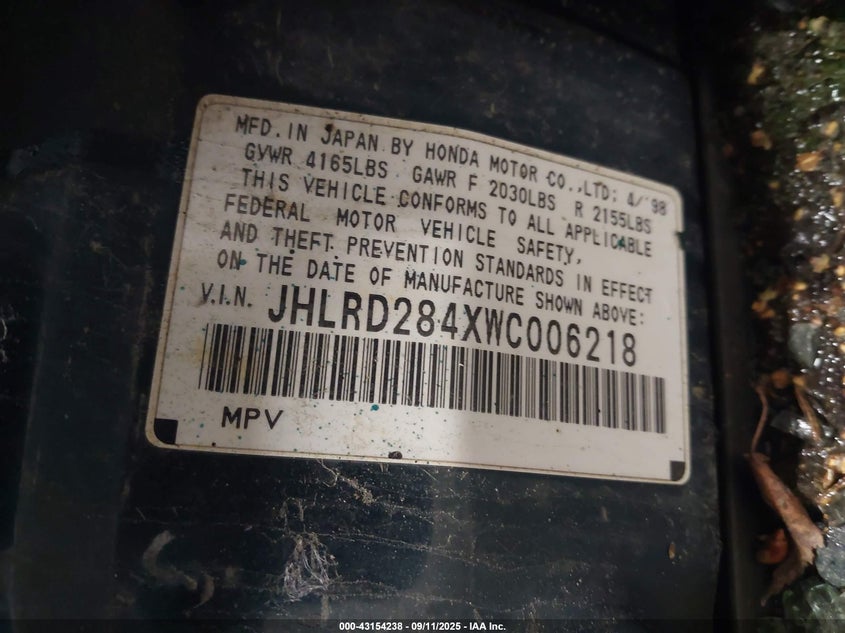 MFD. IN JAPAN BY HONDA MOTOR CO.,LTD; 4/'98
GVWR 4165LBS GAWR F 2030LBS R 2155LBS
THIS VEHICLE CONFORMS TO ALL APPLICABLE
FEDERAL MOTOR VEHICLE SAFETY,
AND THEFT PREVENTION STANDARDS IN EFFECT
ON THE DATE OF MANUFACTURE SHOWN ABOVE:
V.I.N. JHLRD284XWC006218
MPV
000-43154238 - 09/11/2025 - IAA Inc.